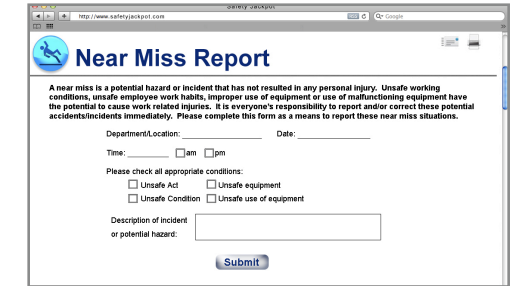 Safety Jackpot
http://www.safetyjackpot.com
Google
Near Miss Report
A near miss is a potential hazard or incident that has not resulted in any personal injury. Unsafe working
conditions, unsafe employee work habits, improper use of equipment or use of malfunctioning equipment have
the potential to cause work related injuries. It is everyone's responsibility to report and/or correct these potential
accidents/incidents immediately. Please complete this form as a means to report these near miss situations.
Department/Location: Date:
Time: am pm
Please check all appropriate conditions:
Unsafe Act Unsafe equipment
Unsafe Condition Unsafe use of equipment
Description of incident
or potential hazard:
Submit